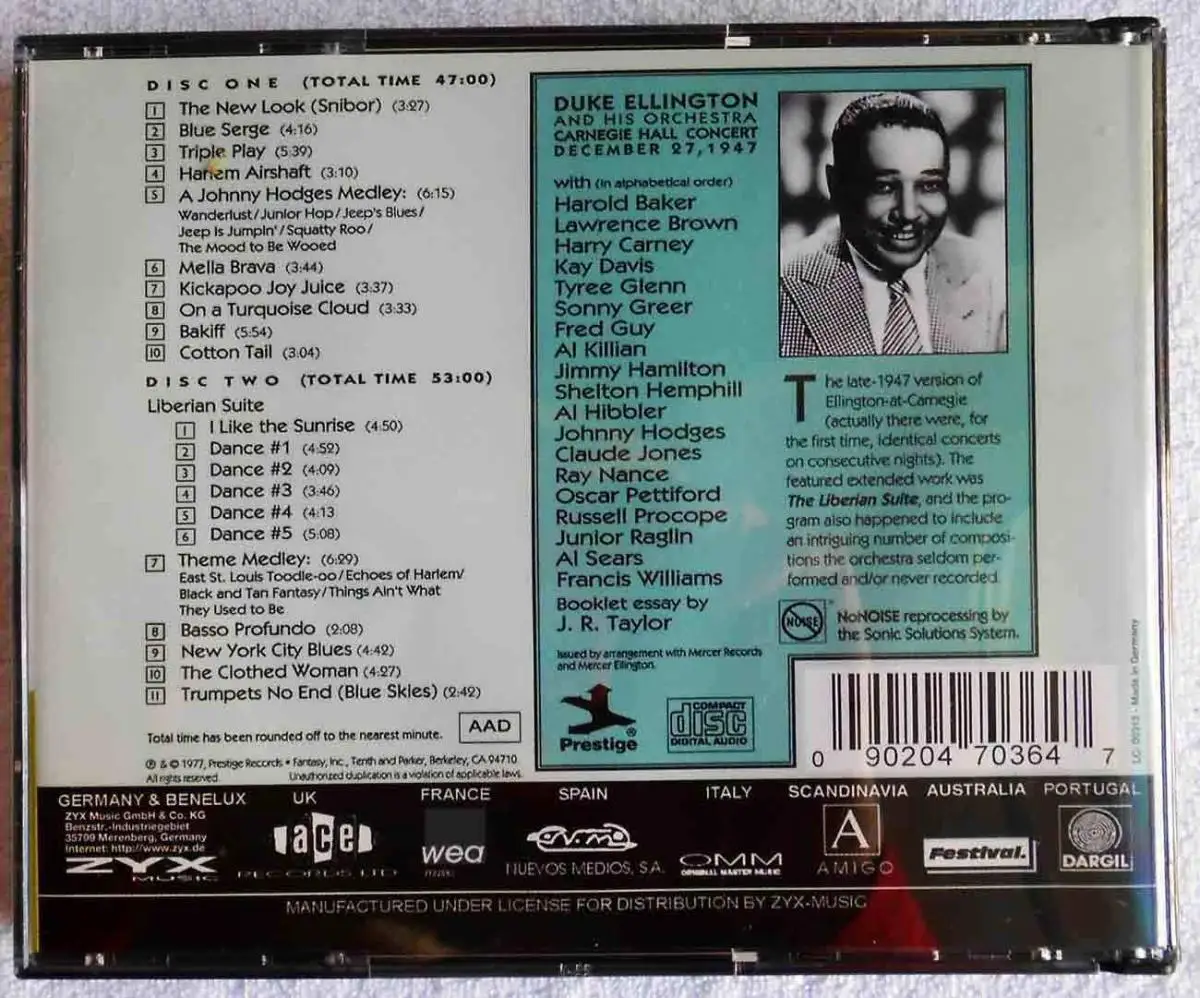 DISC ONE (TOTAL TIME 47:00)
1 The New Look (Snibor) (3:27)
2 Blue Serge (4:16)
3 Triple Play (5:39)
4 Harlem Airshaft (3:10)
5 A Johnny Hodges Medley: (6:15)
Wanderlust/Junior Hop/Jeep's Blues/
Jeep Is Jumpin'/Squatty Roo/
The Mood to Be Wooed
6 Mella Brava (3:44)
7 Kickapoo Joy Juice (3:37)
8 On a Turquoise Cloud (3:33)
9 Bakiff (5:54)
10 Cotton Tail (3:04)
DISC TWO (TOTAL TIME 53:00)
Liberian Suite
1 I Like the Sunrise (4:50)
2 Dance #1 (4:52)
3 Dance #2 (4:09)
4 Dance #3 (3:46)
5 Dance #4 (4:13
6 Dance #5 (5:08)
7 Theme Medley: (6:29)
East St. Louis Toodle-oo/Echoes of Harlem/
Black and Tan Fantasy/Things Ain't What
They Used to Be
8 Basso Profundo (2:08)
9 New York City Blues (4:42)
10 The Clothed Woman (4:27)
11 Trumpets No End (Blue Skies) (2:42)
Total time has been rounded off to the nearest minute.
AAD
℗ & © 1977, Prestige Records • Fantasy, Inc., Tenth and Parker, Berkeley, CA 94710
All rights reserved. Unauthorized duplication is a violation of applicable laws.
DUKE ELLINGTON
AND HIS ORCHESTRA
CARNEGIE HALL CONCERT
DECEMBER 27, 1947
with (in alphabetical order)
Harold Baker
Lawrence Brown
Harry Carney
Kay Davis
Tyree Glenn
Sonny Greer
Fred Guy
Al Killian
Jimmy Hamilton
Shelton Hemphill
Al Hibbler
Johnny Hodges
Claude Jones
Ray Nance
Oscar Pettiford
Russell Procope
Junior Raglin
Al Sears
Francis Williams
Booklet essay by
J. R. Taylor
Issued by arrangement with Mercer Records
and Mercer Ellington.
Prestige ®
COMPACT
disc
DIGITAL AUDIO
The late-1947 version of
Ellington-at-Carnegie
(actually there were, for
the first time, identical concerts
on consecutive nights). The
featured extended work was
The Liberian Suite, and the pro-
gram also happened to include
an intriguing number of composi-
tions the orchestra seldom per-
formed and/or never recorded.
NOISE
NoNOISE reprocessing by
the Sonic Solutions System.
0 90204 70364 7
LC 00313 - Made in Germany
GERMANY & BENELUX
ZYX Music GmbH & Co. KG
Benzstr.-Industriegebiet
35799 Merenberg, Germany
Internet: http://www.zyx.de
ZYX
MUSIC
UK
ace
RECORDS LTD
FRANCE
wea
SPAIN
NUEVOS MEDIOS, S.A.
ITALY
OMM
SCANDINAVIA
A
AMIGO
AUSTRALIA
Festival.
PORTUGAL
DARGIL
MANUFACTURED UNDER LICENSE FOR DISTRIBUTION BY ZYX-MUSIC